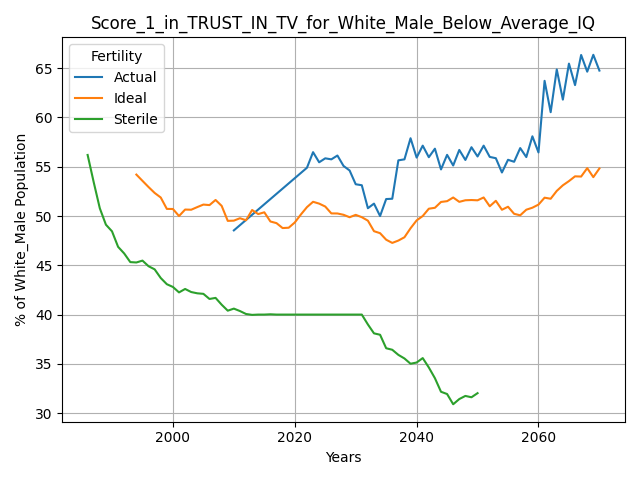 Score_1_in_TRUST_IN_TV_for_White_Male_Below_Average_IQ
Fertility
Actual
Ideal
Sterile
% of White_Male Population
65
60
55
50
45
40
35
30
2000
2020
2040
2060
Years